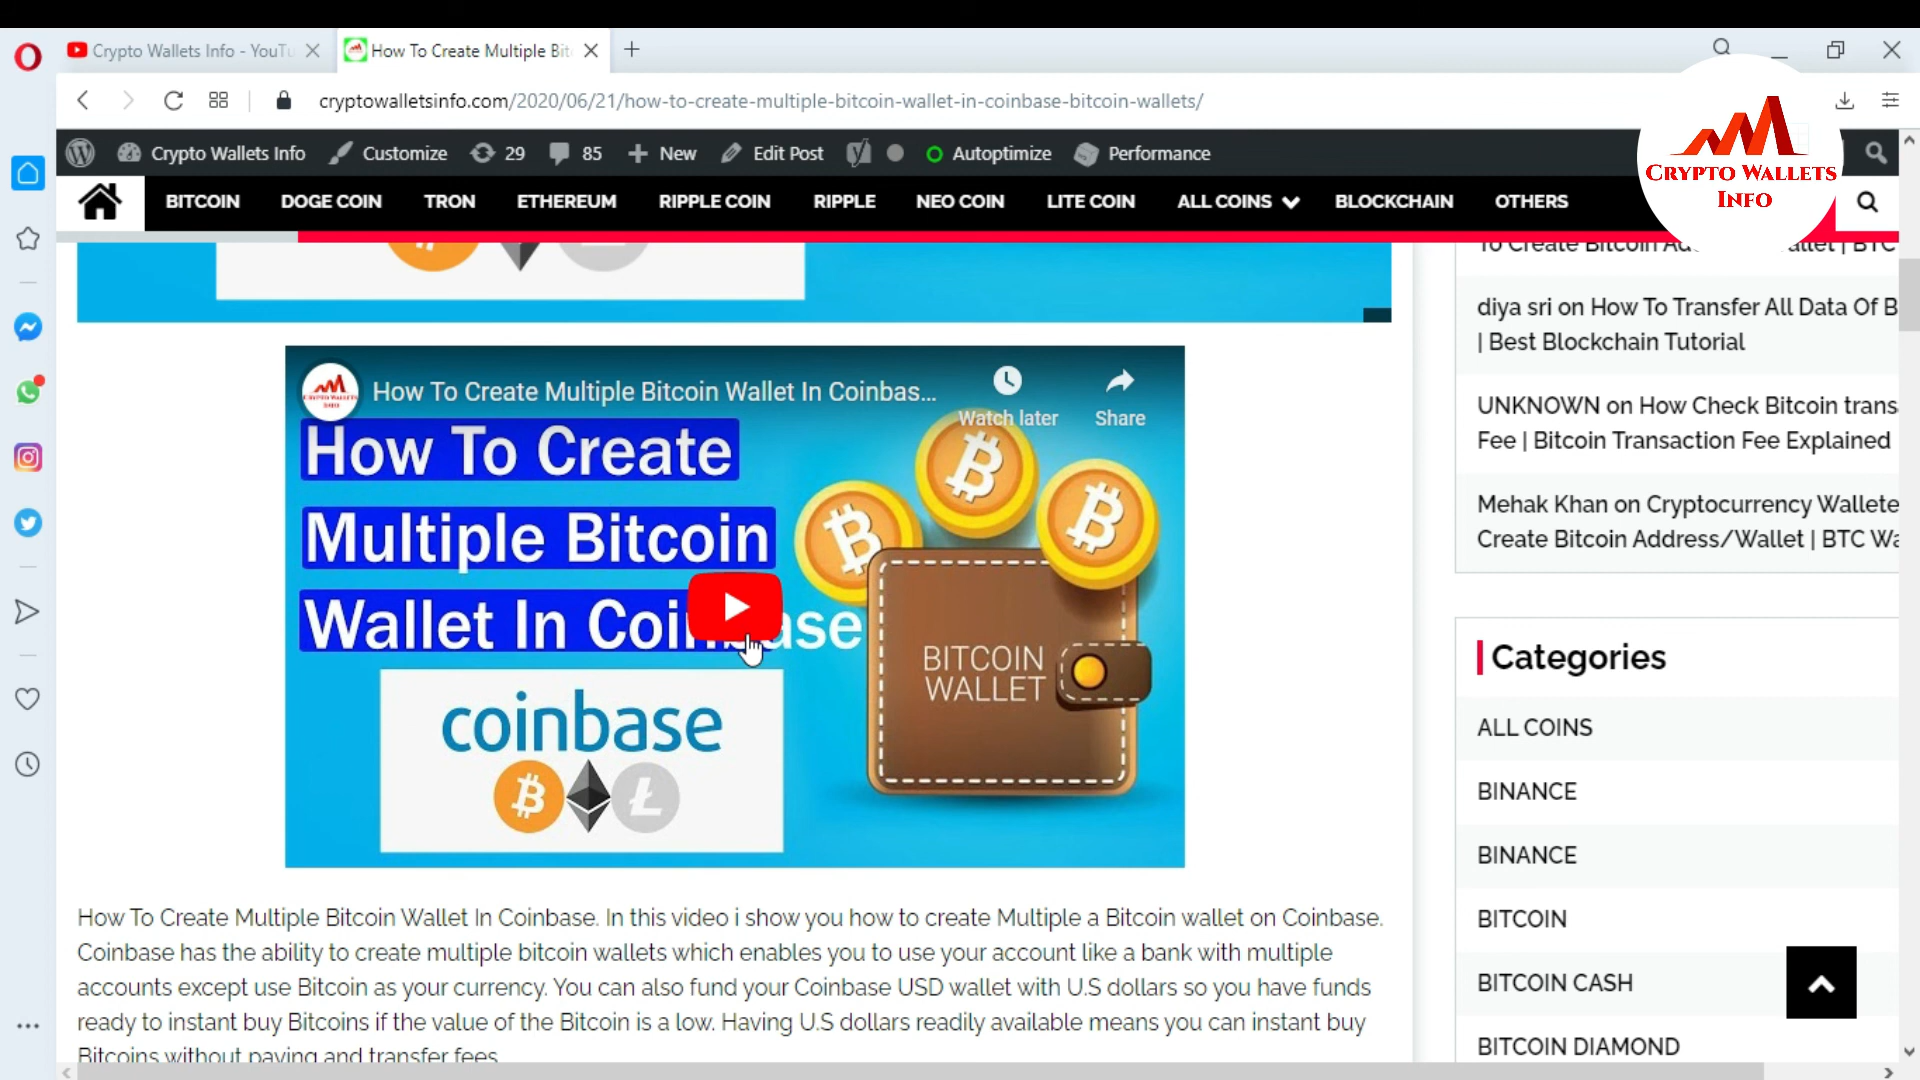 Crypto Wallets Info - YouTu
How To Create Multiple Bit
cryptowalletsinfo.com/2020/06/21/how-to-create-multiple-bitcoin-wallet-in-coinbase-bitcoin-wallets/
Crypto Wallets Info Customize 29 85 New Edit Post Autoptimize Performance
CRYPTO WALLETS
INFO
BITCOIN DOGE COIN TRON ETHEREUM RIPPLE COIN RIPPLE NEO COIN LITE COIN ALL COINS BLOCKCHAIN OTHERS
How To Create Multiple Bitcoin Wallet In Coinbas...
Watch later Share
How To Create
Multiple Bitcoin
BITCOIN
WALLET
coinbase
How To Create Multiple Bitcoin Wallet In Coinbase. In this video i show you how to create Multiple a Bitcoin wallet on Coinbase.
Coinbase has the ability to create multiple bitcoin wallets which enables you to use your account like a bank with multiple
accounts except use Bitcoin as your currency. You can also fund your Coinbase USD wallet with U.S dollars so you have funds
ready to instant buy Bitcoins if the value of the Bitcoin is a low. Having U.S dollars readily available means you can instant buy
Bitcoins without paying and transfer fees
To Create Bitcoin
diya sri on How To Transfer All Data Of B
| Best Blockchain Tutorial
UNKNOWN on How Check Bitcoin trans
Fee | Bitcoin Transaction Fee Explained
Mehak Khan on Cryptocurrency Wallete
Create Bitcoin Address/Wallet | BTC Wa
Categories
ALL COINS
BINANCE
BINANCE
BITCOIN
BITCOIN CASH
BITCOIN DIAMOND